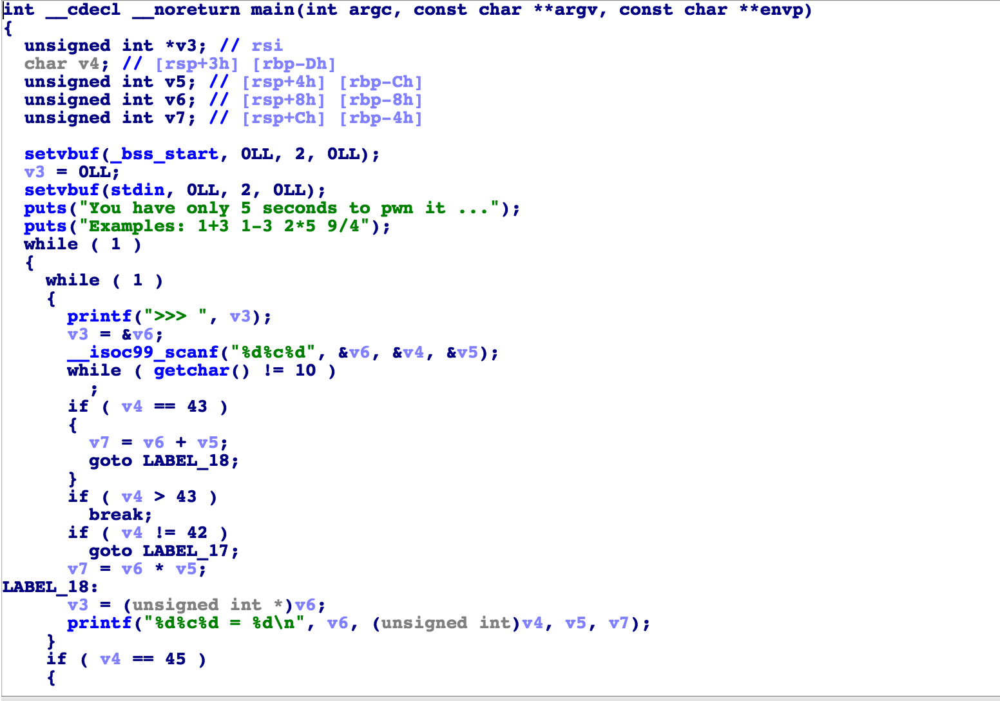 int __cdecl __noreturn main(int argc, const char **argv, const char **envp)
{
  unsigned int *v3; // rsi
  char v4; // [rsp+3h] [rbp-Dh]
  unsigned int v5; // [rsp+4h] [rbp-Ch]
  unsigned int v6; // [rsp+8h] [rbp-8h]
  unsigned int v7; // [rsp+Ch] [rbp-4h]

  setvbuf(_bss_start, 0LL, 2, 0LL);
  v3 = 0LL;
  setvbuf(stdin, 0LL, 2, 0LL);
  puts("You have only 5 seconds to pwn it ...");
  puts("Examples: 1+3 1-3 2*5 9/4");
  while ( 1 )
  {
    while ( 1 )
    {
      printf(">>> ", v3);
      v3 = &v6;
      __isoc99_scanf("%d%c%d", &v6, &v4, &v5);
      while ( getchar() != 10 )
        ;
      if ( v4 == 43 )
      {
        v7 = v6 + v5;
        goto LABEL_18;
      }
      if ( v4 > 43 )
        break;
      if ( v4 != 42 )
        goto LABEL_17;
      v7 = v6 * v5;
LABEL_18:
      v3 = (unsigned int *)v6;
      printf("%d%c%d = %d\n", v6, (unsigned int)v4, v5, v7);
    }
    if ( v4 == 45 )
    {